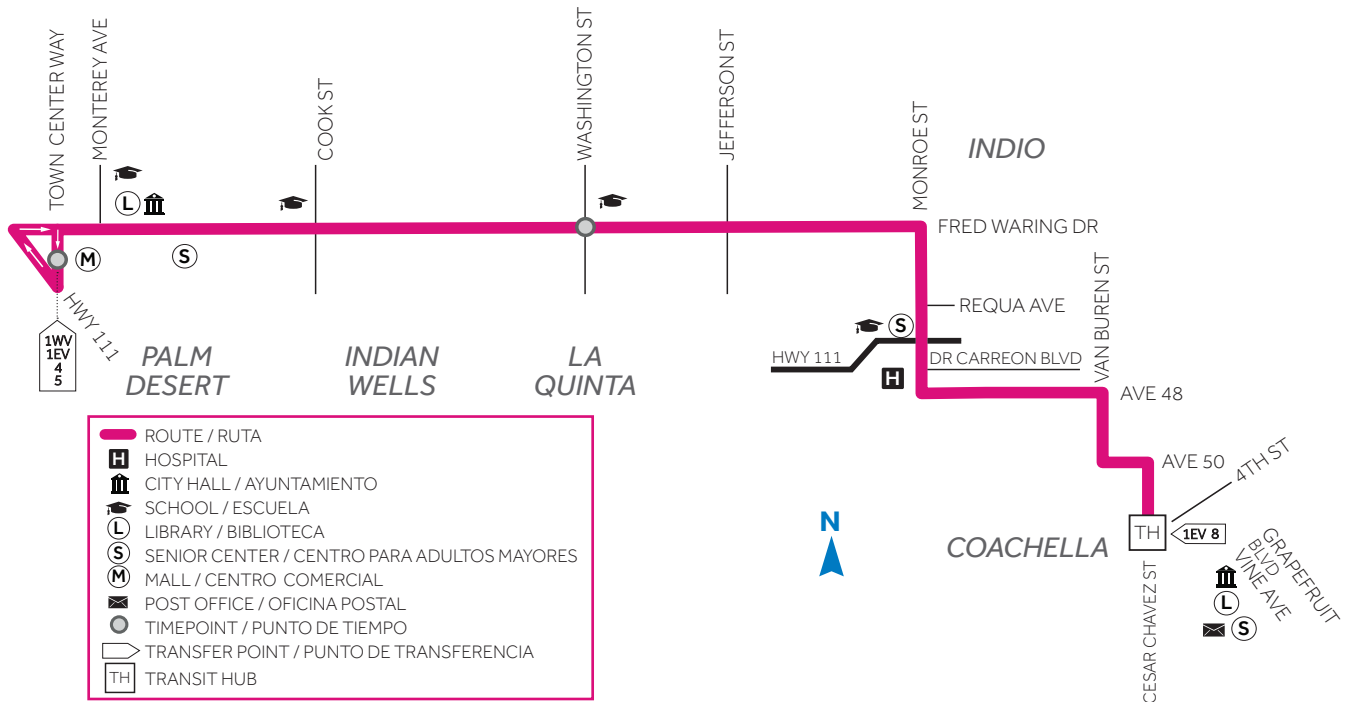 TOWN CENTER WAY
MONTEREY AVE
COOK ST
WASHINGTON ST
JEFFERSON ST
MONROE ST
INDIO
L
FRED WARING DR
M
S
VAN BUREN ST
HWY 111
REQUA AVE
S
1WV
1EV
4
5
PALM
DESERT
INDIAN
WELLS
LA
QUINTA
HWY 111
DR CARREON BLVD
H
AVE 48
ROUTE / RUTA
H
HOSPITAL
CITY HALL / AYUNTAMIENTO
SCHOOL / ESCUELA
L
LIBRARY / BIBLIOTECA
S
SENIOR CENTER / CENTRO PARA ADULTOS MAYORES
M
MALL / CENTRO COMERCIAL
POST OFFICE / OFICINA POSTAL
TIMEPOINT / PUNTO DE TIEMPO
TRANSFER POINT / PUNTO DE TRANSFERENCIA
TH
TRANSIT HUB
AVE 50
4TH ST
N
COACHELLA
TH
1EV 8
GRAPEFRUIT
BLVD
VINE AVE
L
S
CESAR CHAVEZ ST